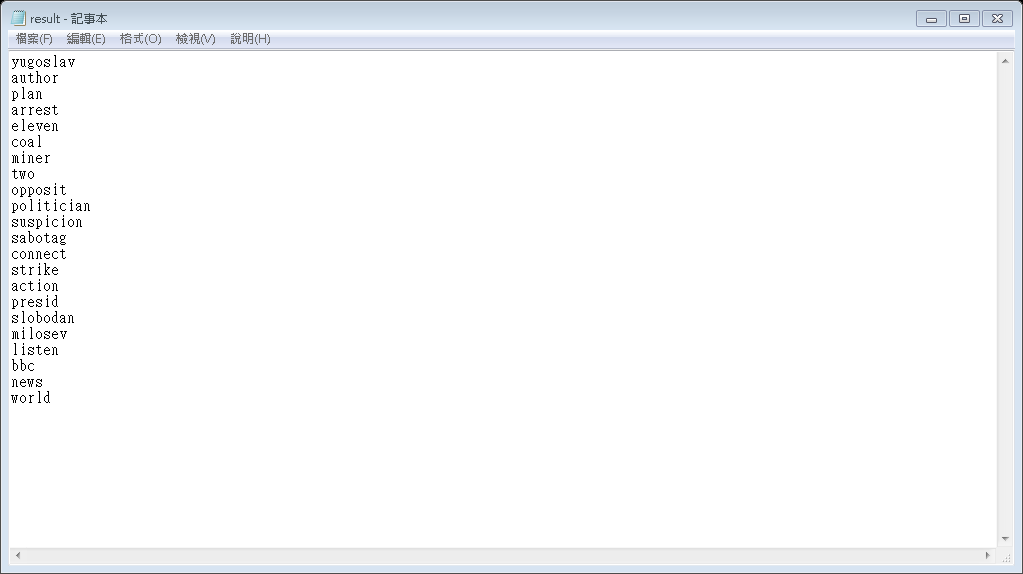 result - 記事本
檔案(F) 編輯(E) 格式(O) 檢視(V) 說明(H)
yugoslav
author
plan
arrest
eleven
coal
miner
two
opposit
politician
suspicion
sabotag
connect
strike
action
presid
slobodan
milosev
listen
bbc
news
world